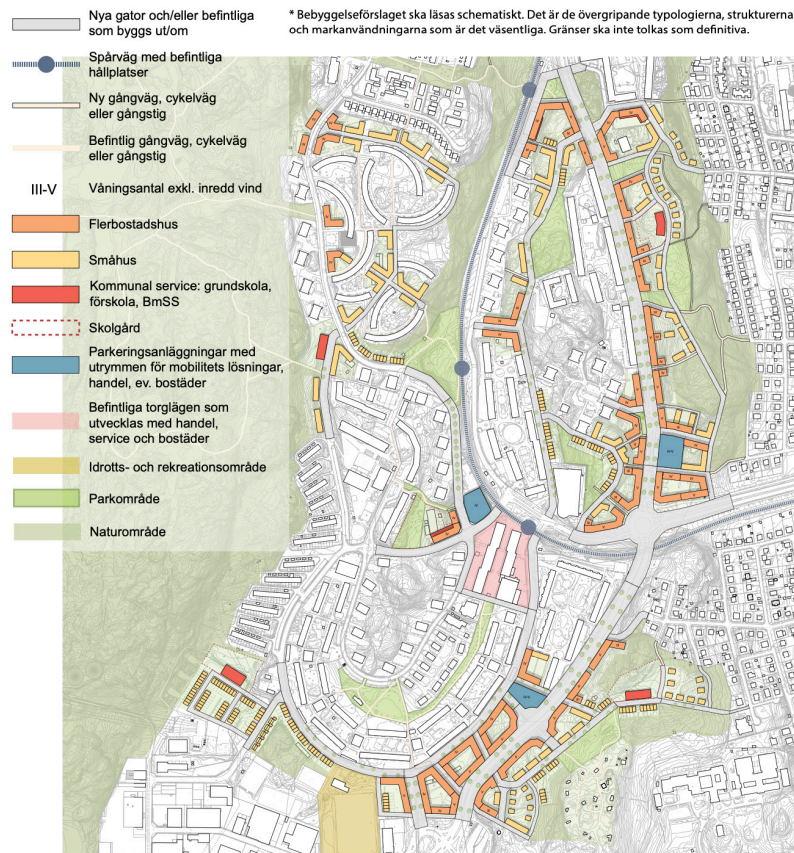 Nya gator och/eller befintliga
som byggs ut/om
Spårväg med befintliga
hållplatser
Ny gångväg, cykelväg
eller gångstig
Befintlig gångväg, cykelväg
eller gångstig
III-V Våningsantal exkl. inredd vind
Flerbostadshus
Småhus
Kommunal service: grundskola,
förskola, BmSS
Skolgård
Parkeringsanläggningar med
utrymmen för mobilitets lösningar,
handel, ev. bostäder
Befintliga torglägen som
utvecklas med handel,
service och bostäder
Idrotts- och rekreationsområde
Parkområde
Naturområde
* Bebyggelseförslaget ska läsas schematiskt. Det är de övergripande typologierna, strukturerna
och markanvändningarna som är det väsentliga. Gränser ska inte tolkas som definitiva.